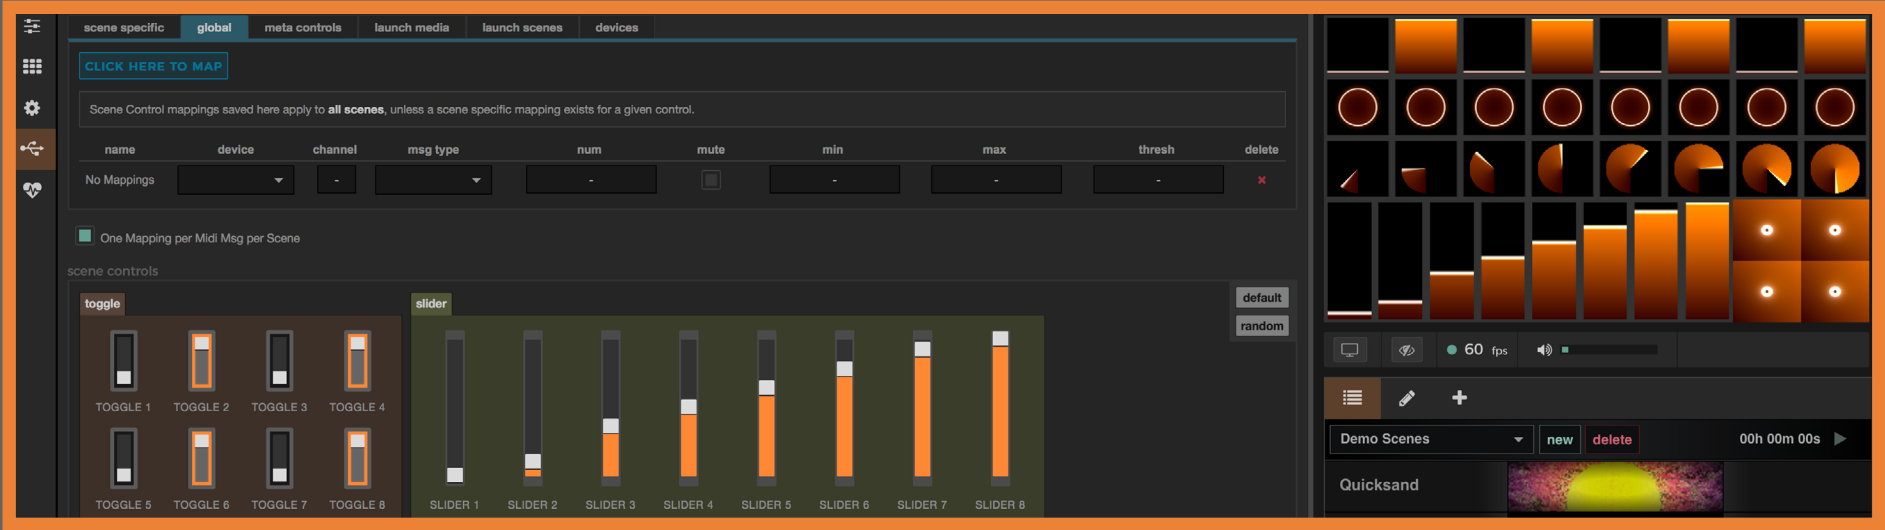 scene specific global meta controls launch media launch scenes devices
CLICK HERE TO MAP
Scene Control mappings saved here apply to all scenes, unless a scene specific mapping exists for a given control.
name device channel msg type num mute min max thresh delete
No Mappings - - - - - ×
One Mapping per Midi Msg per Scene
scene controls
toggle slider
default
random
TOGGLE 1 TOGGLE 2 TOGGLE 3 TOGGLE 4
TOGGLE 5 TOGGLE 6 TOGGLE 7 TOGGLE 8
SLIDER 1 SLIDER 2 SLIDER 3 SLIDER 4 SLIDER 5 SLIDER 6 SLIDER 7 SLIDER 8
60 fps
Demo Scenes new delete 00h 00m 00s
Quicksand